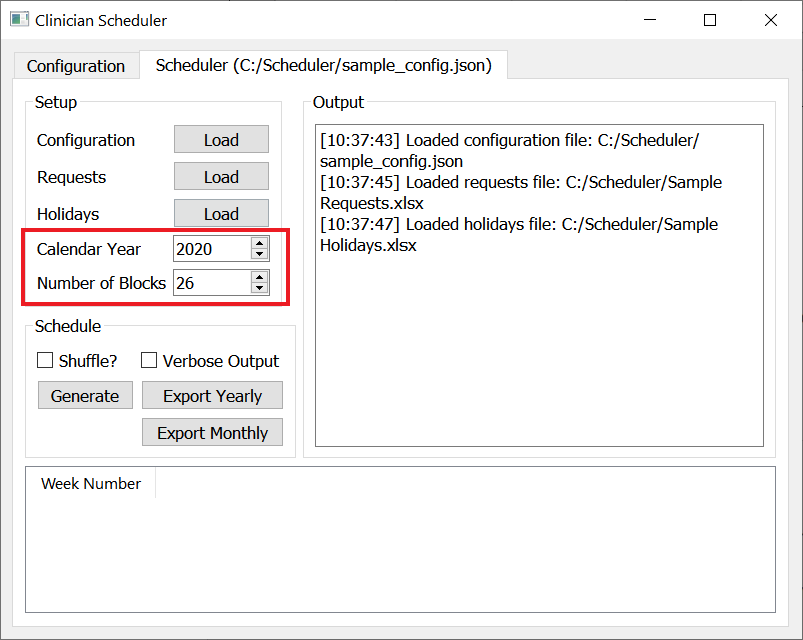 Clinician Scheduler
Configuration
Scheduler (C:/Scheduler/sample_config.json)
Setup
Configuration Load
Requests Load
Holidays Load
Calendar Year 2020
Number of Blocks 26
Schedule
Shuffle? Verbose Output
Generate Export Yearly
Export Monthly
Output
[10:37:43] Loaded configuration file: C:/Scheduler/
sample_config.json
[10:37:45] Loaded requests file: C:/Scheduler/Sample
Requests.xlsx
[10:37:47] Loaded holidays file: C:/Scheduler/Sample
Holidays.xlsx
Week Number